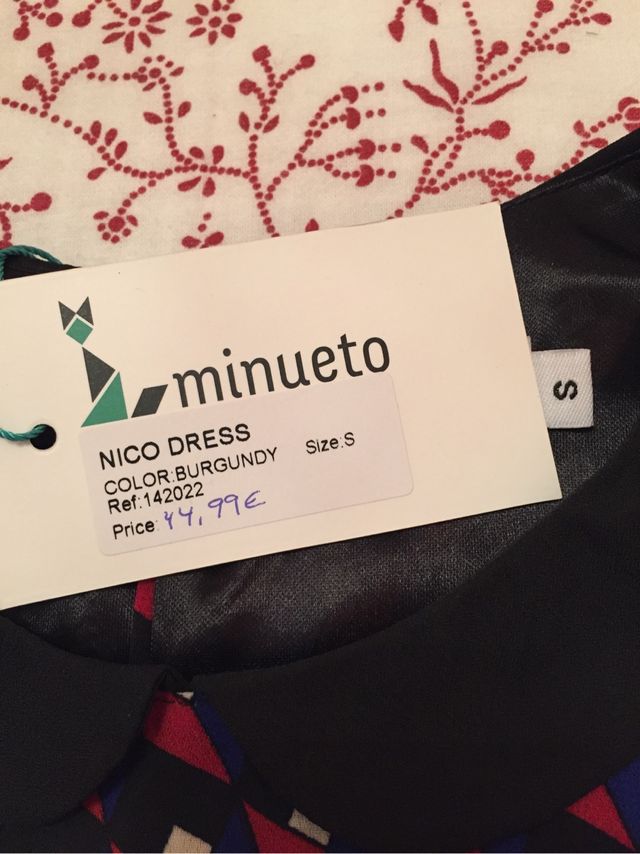 minueto
NICO DRESS
COLOR:BURGUNDY Size:S
Ref:142022
Price 44,99€
S